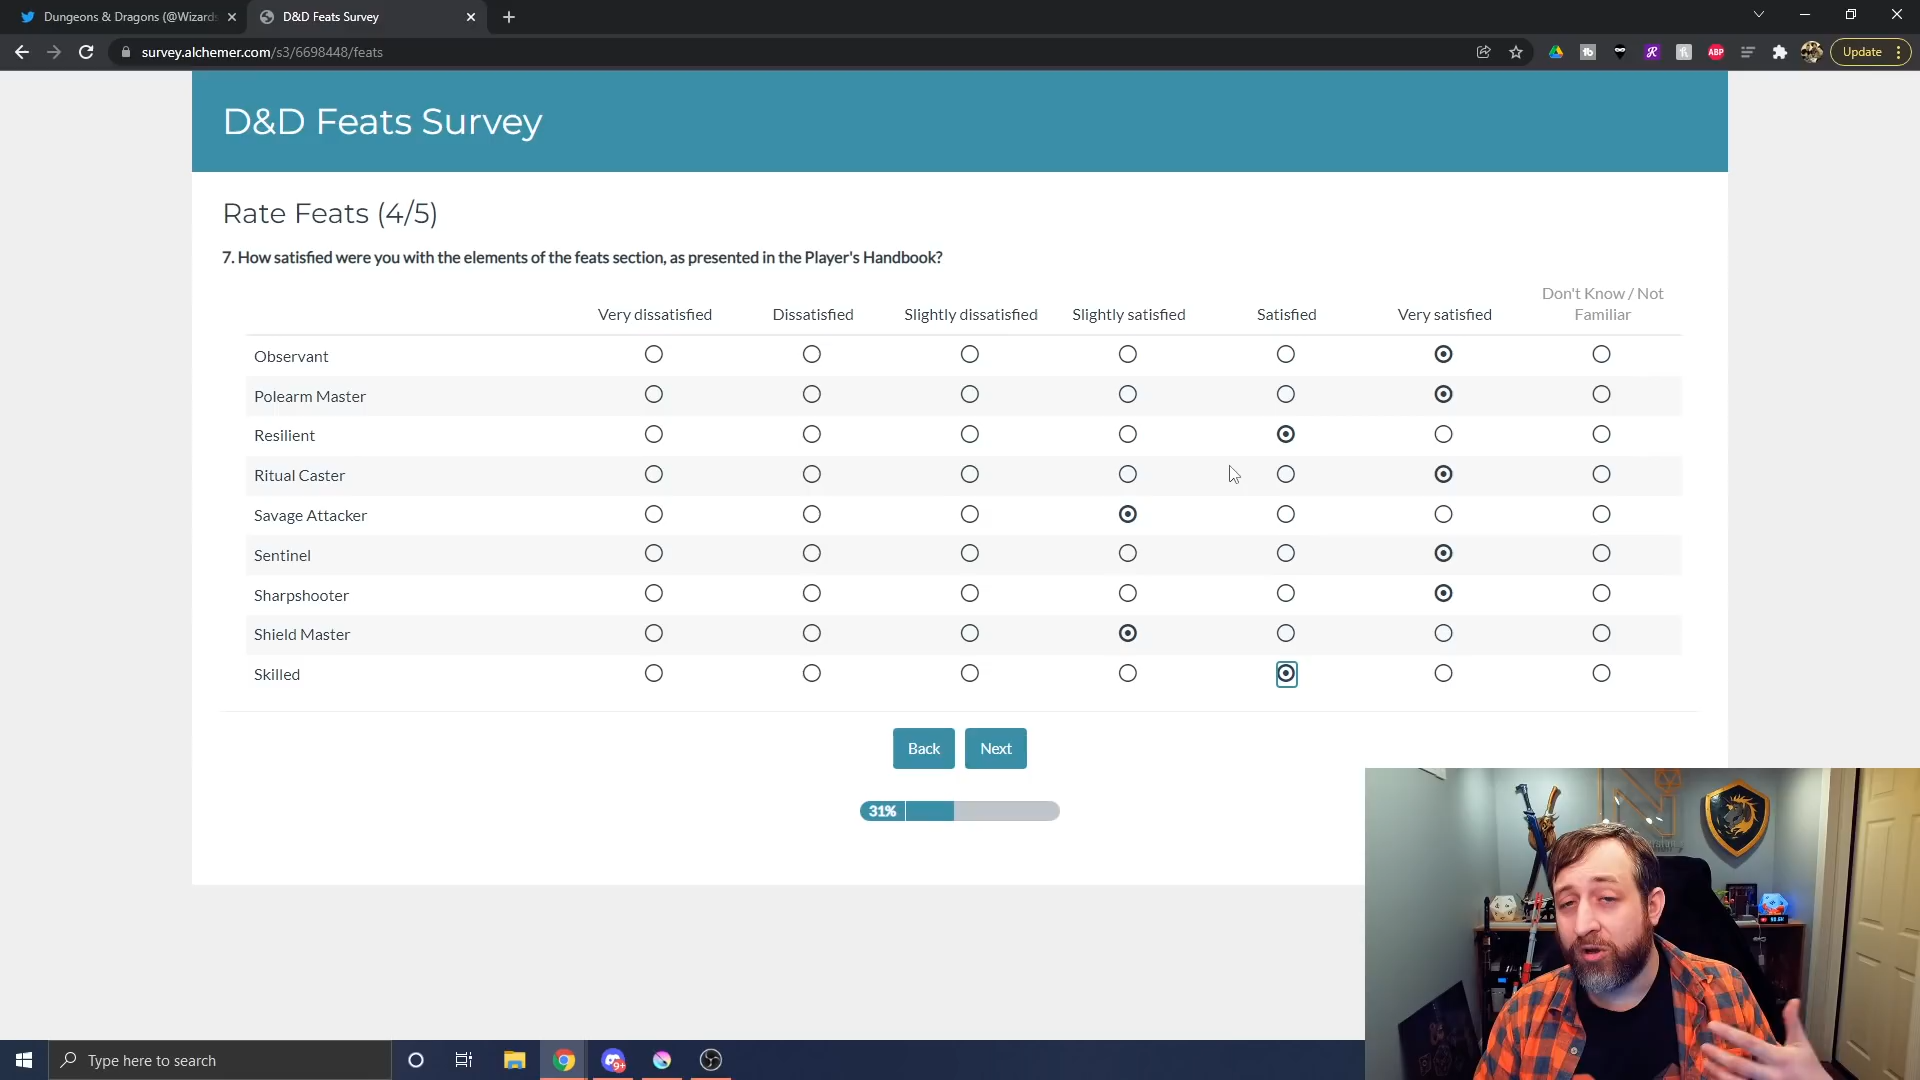 Dungeons & Dragons (@Wizards
D&D Feats Survey
survey.alchemer.com/s3/6698448/feats
ABP
Update
D&D Feats Survey
Rate Feats (4/5)
7. How satisfied were you with the elements of the feats section, as presented in the Player's Handbook?
Very dissatisfied
Dissatisfied
Slightly dissatisfied
Slightly satisfied
Satisfied
Very satisfied
Don't Know / Not
Familiar
Observant
Polearm Master
Resilient
Ritual Caster
Savage Attacker
Sentinel
Sharpshooter
Shield Master
Skilled
Back
Next
31%
Type here to search
9+